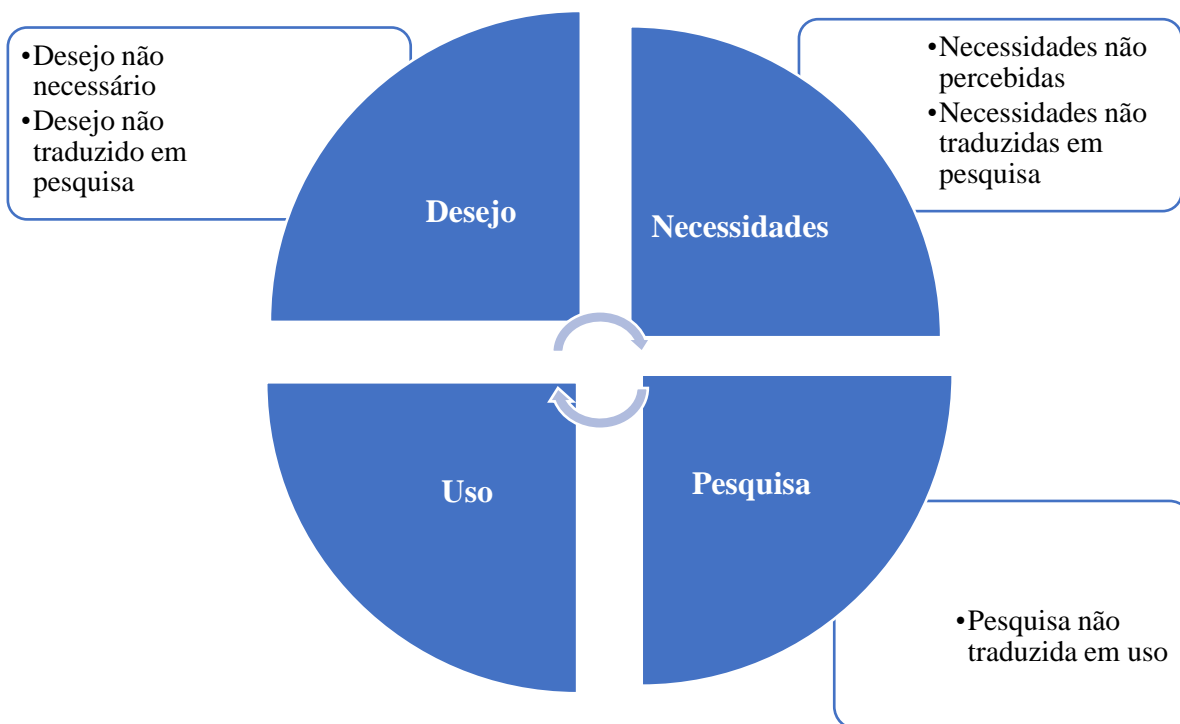 •Desejo não
necessário
•Desejo não
traduzido em
pesquisa
Desejo
•Necessidades não
percebidas
•Necessidades não
traduzidas em
pesquisa
Necessidades
Uso
Pesquisa
•Pesquisa não
traduzida em uso